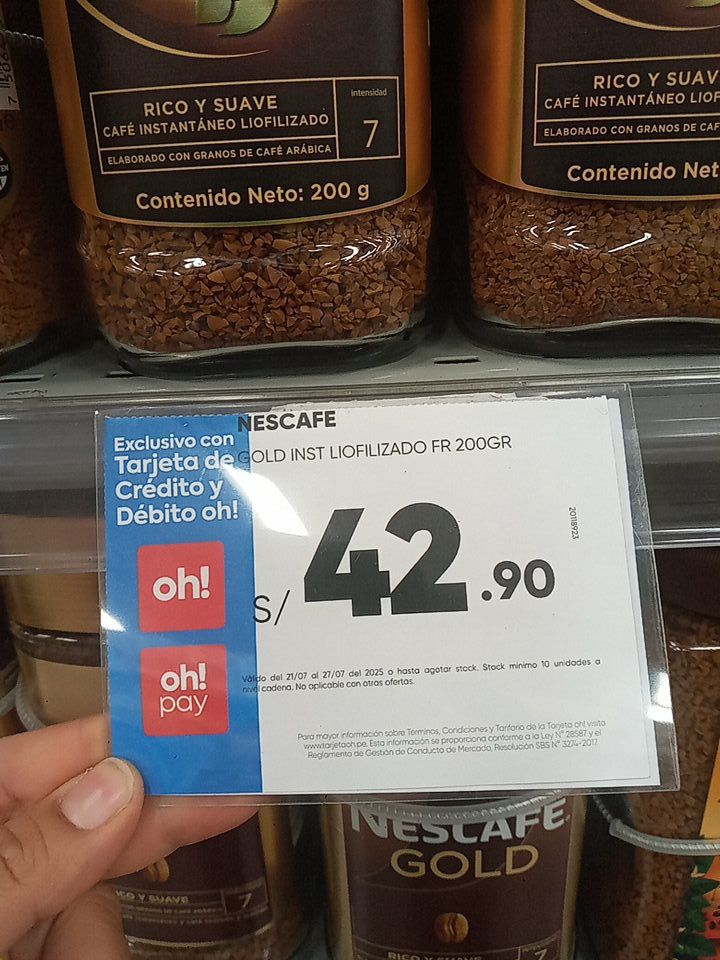 RICO Y SUAVE
CAFÉ INSTANTÁNEO LIOFILIZADO
ELABORADO CON GRANOS DE CAFÉ ARÁBICA
intensidad
7
Contenido Neto: 200 g
RICO Y SUAV
CAFÉ INSTANTÁNEO LIOF
ELABORADO CON GRANOS DE CAF
Contenido Net
Exclusivo con
Tarjeta de
Crédito y
Débito oh!
oh!
oh!
pay
NESCAFE
GOLD INST LIOFILIZADO FR 200GR
S/ 42.90
20118923
Válido del 21/07 al 27/07 del 2025 o hasta agotar stock. Stock mínimo 10 unidades a
nivel cadena. No aplicable con otras ofertas.
Para mayor información sobre Términos, Condiciones y Tarifario de la Tarjeta oh! visita
www.tarjetaoh.pe. Esta información se proporciona conforme a la Ley N° 28587 y el
Reglamento de Gestión de Conducta de Mercado, Resolución SBS N° 3274-2017.
NESCAFÉ
GOLD
RICO Y SUAVE
7
RICO Y SUAVE
7